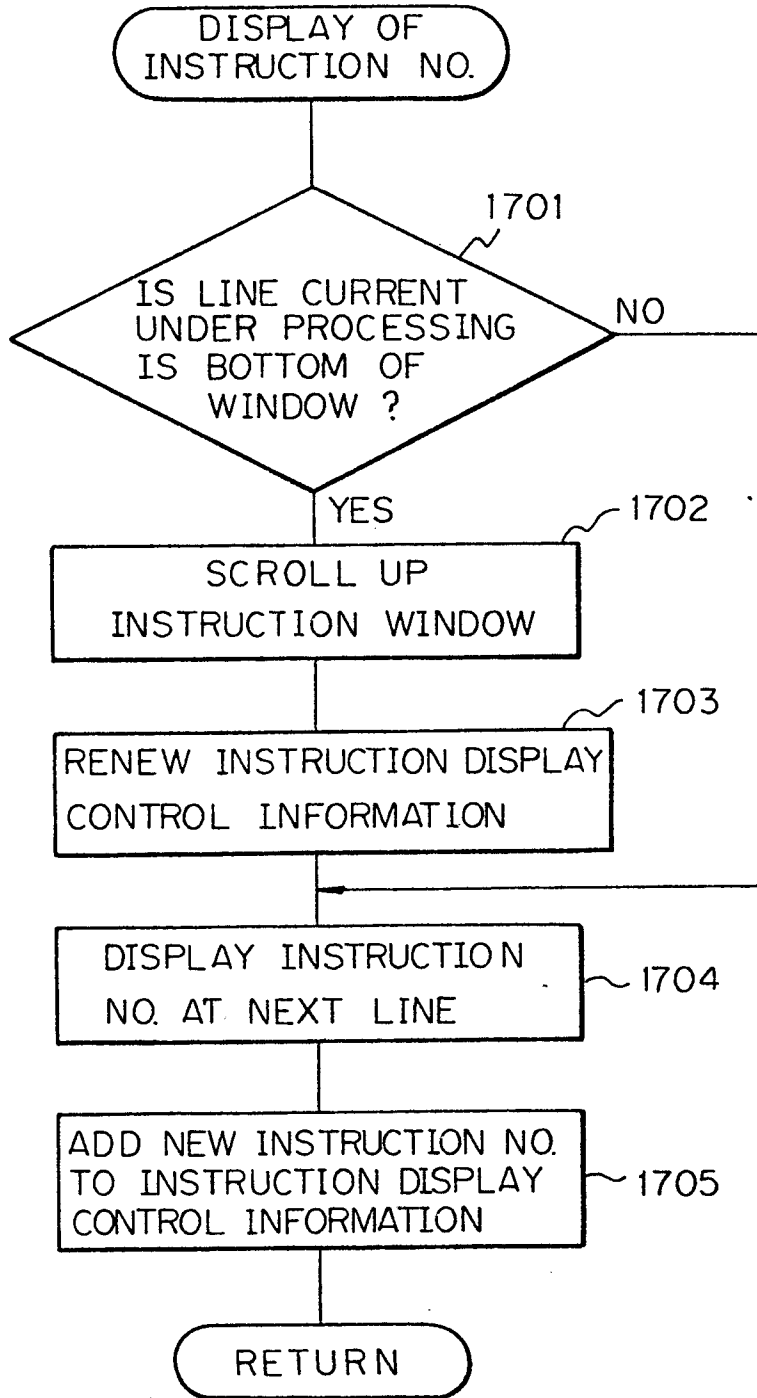 DISPLAY OF
INSTRUCTION NO.
1701
IS LINE CURRENT
UNDER PROCESSING
IS BOTTOM OF
WINDOW ?
NO
YES
1702
SCROLL UP
INSTRUCTION WINDOW
1703
RENEW INSTRUCTION DISPLAY
CONTROL INFORMATION
DISPLAY INSTRUCTION
NO. AT NEXT LINE
1704
ADD NEW INSTRUCTION NO.
TO INSTRUCTION DISPLAY
CONTROL INFORMATION
1705
RETURN